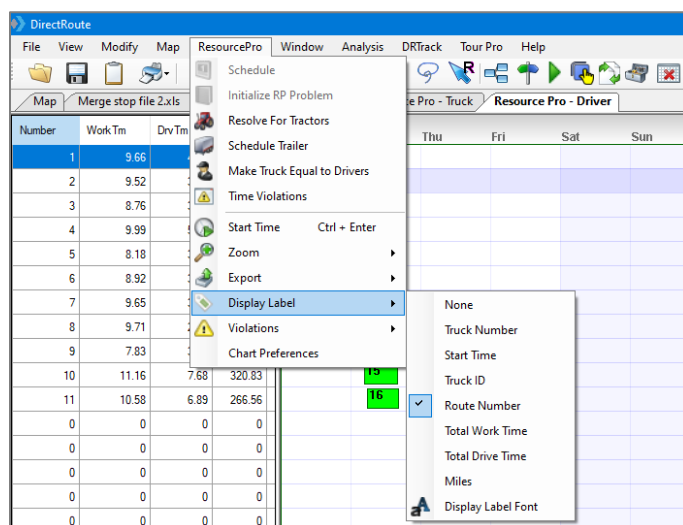 DirectRoute
File View Modify Map ResourcePro Window Analysis DRTrack Tour Pro Help
Map Merge stop file 2.xls Pro - Truck Resource Pro - Driver
Number Work Tm Drv Tm Thu Fri Sat Sun
1 9.66
2 9.52
3 8.76
4 9.99
5 8.18
6 8.92
7 9.65
8 9.71
9 7.83
10 11.16 7.68 320.83 15
11 10.58 6.89 266.56 16
0 0 0 0
0 0 0 0
0 0 0 0
0 0 0 0
0 0 0 0
Schedule
Initialize RP Problem
Resolve For Tractors
Schedule Trailer
Make Truck Equal to Drivers
Time Violations
Start Time Ctrl + Enter
Zoom
Export
Display Label
Violations
Chart Preferences
None
Truck Number
Start Time
Truck ID
Route Number
Total Work Time
Total Drive Time
Miles
Display Label Font